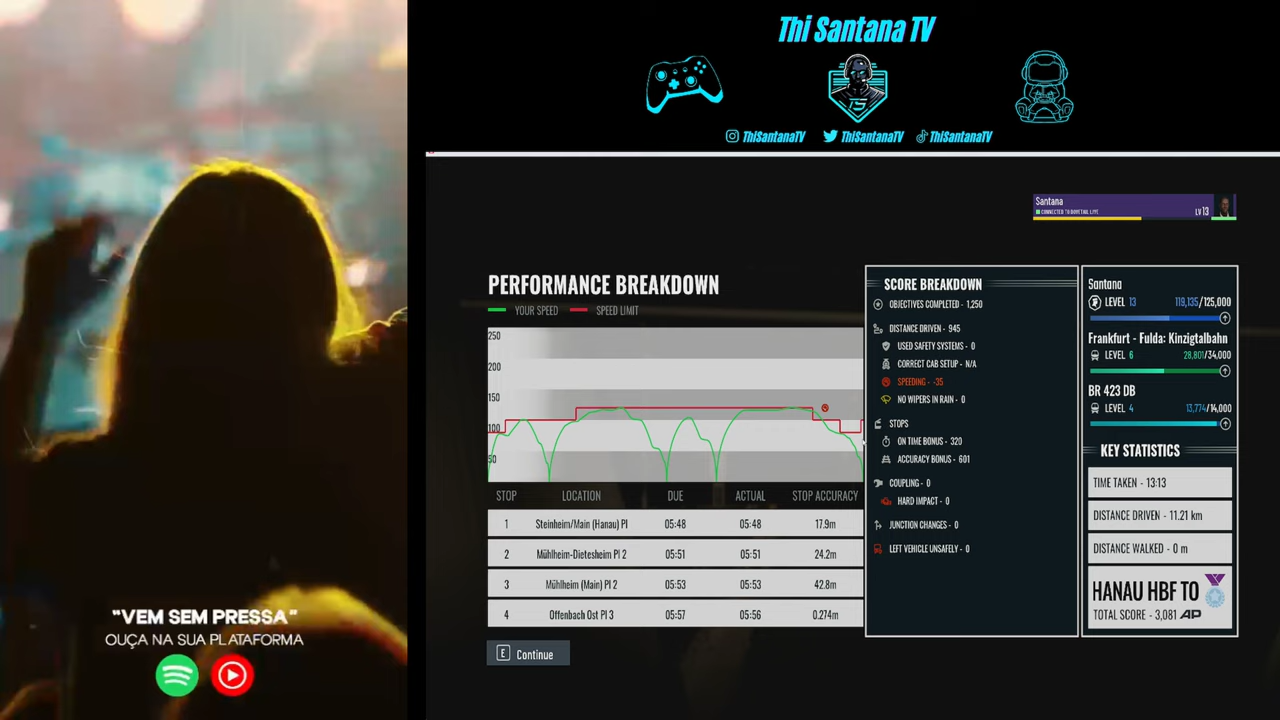 Thi Santana TV
TS
ThiSantanaTV ThiSantanaTV ThiSantanaTV
Santana
CONNECTED TO DOVETAIL LIVE
LV 13
PERFORMANCE BREAKDOWN
YOUR SPEED SPEED LIMIT
250
200
150
100
50
STOP LOCATION DUE ACTUAL STOP ACCURACY
1 Steinheim/Main (Hanau) Pl 05:48 05:48 17.9m
2 Mühlheim-Dietesheim Pl 2 05:51 05:51 24.2m
3 Mühlheim (Main) Pl 2 05:53 05:53 42.8m
4 Offenbach Ost Pl 3 05:57 05:56 0.274m
E Continue
SCORE BREAKDOWN
OBJECTIVES COMPLETED - 1,250
DISTANCE DRIVEN - 945
USED SAFETY SYSTEMS - 0
CORRECT CAB SETUP - N/A
SPEEDING - -35
NO WIPERS IN RAIN - 0
STOPS
ON TIME BONUS - 320
ACCURACY BONUS - 601
COUPLING - 0
HARD IMPACT - 0
JUNCTION CHANGES - 0
LEFT VEHICLE UNSAFELY - 0
Santana
LEVEL 13 119,135/125,000
Frankfurt - Fulda: Kinzigtalbahn
LEVEL 6 28,801/34,000
BR 423 DB
LEVEL 4 13,774/14,000
KEY STATISTICS
TIME TAKEN - 13:13
DISTANCE DRIVEN - 11.21 km
DISTANCE WALKED - 0 m
HANAU HBF TO
TOTAL SCORE - 3,081 AP
“VEM SEM PRESSA”
OUÇA NA SUA PLATAFORMA